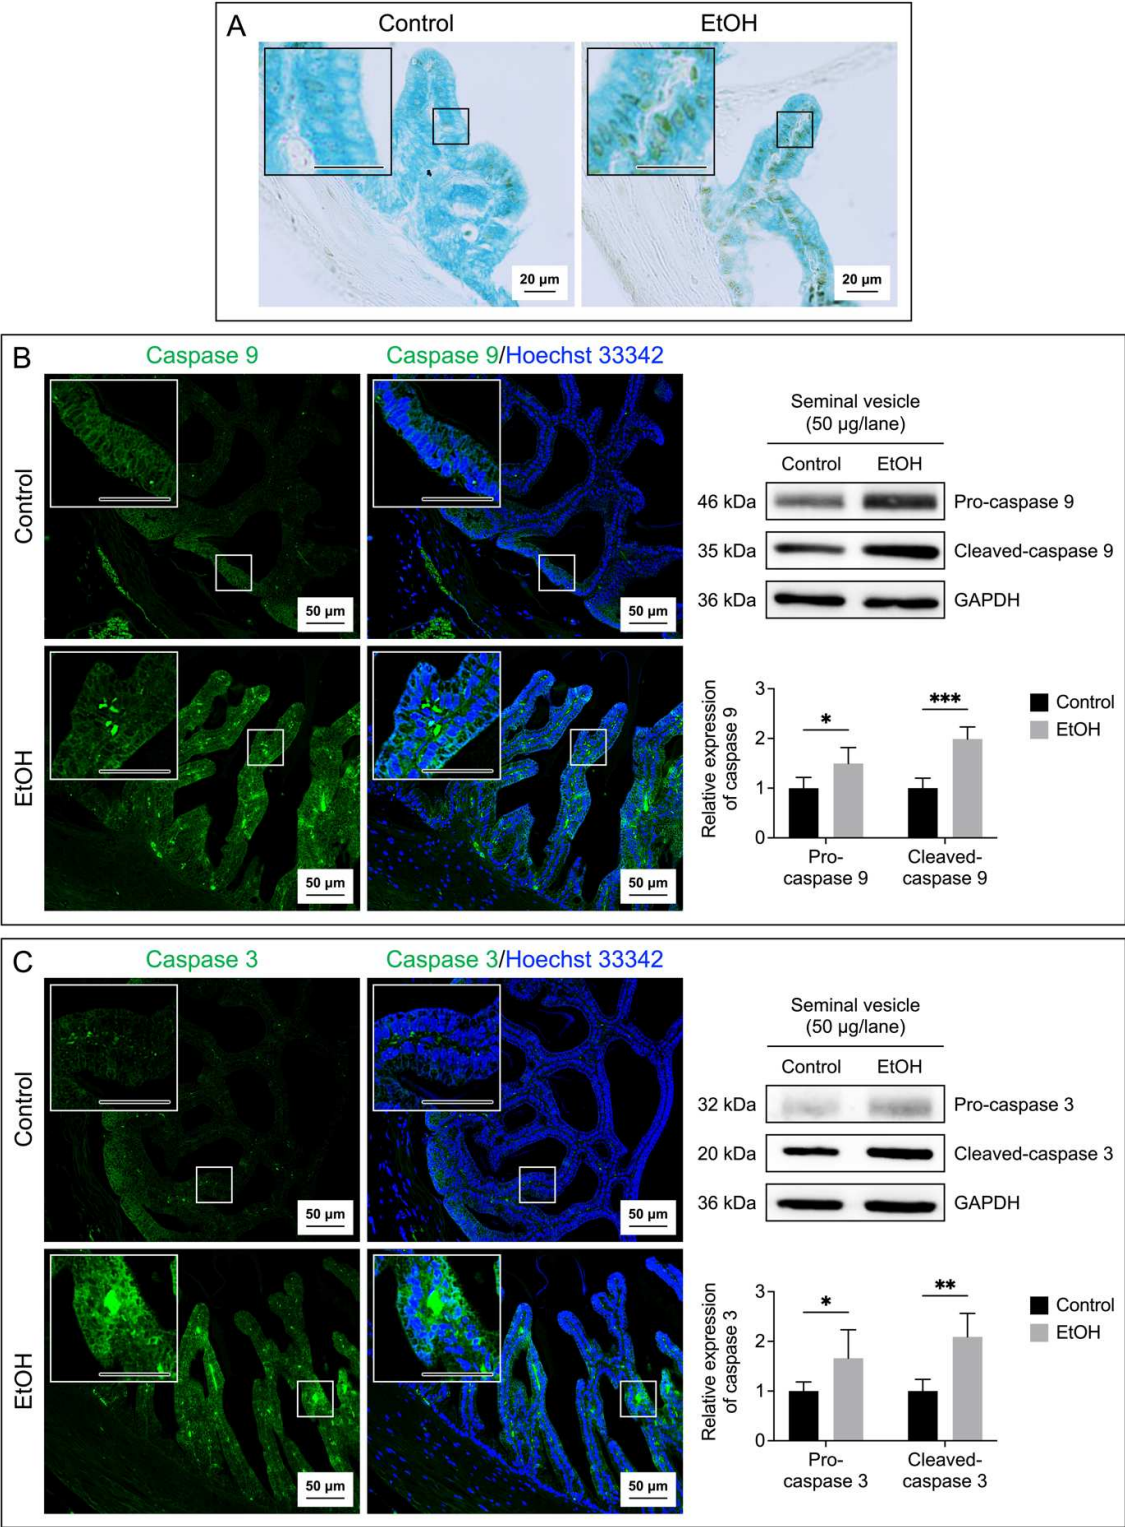 A
Control
EtOH
20 µm
20 µm
B
Caspase 9
Caspase 9/Hoechst 33342
Control
50 µm
50 µm
EtOH
50 µm
50 µm
Seminal vesicle
(50 µg/lane)
Control
EtOH
46 kDa
Pro-caspase 9
35 kDa
Cleaved-caspase 9
36 kDa
GAPDH
Relative expression
of caspase 9
3
2
1
0
*
***
Control
EtOH
Pro-
caspase 9
Cleaved-
caspase 9
C
Caspase 3
Caspase 3/Hoechst 33342
Control
50 µm
50 µm
EtOH
50 µm
50 µm
Seminal vesicle
(50 µg/lane)
Control
EtOH
32 kDa
Pro-caspase 3
20 kDa
Cleaved-caspase 3
36 kDa
GAPDH
Relative expression
of caspase 3
3
2
1
0
*
**
Control
EtOH
Pro-
caspase 3
Cleaved-
caspase 3